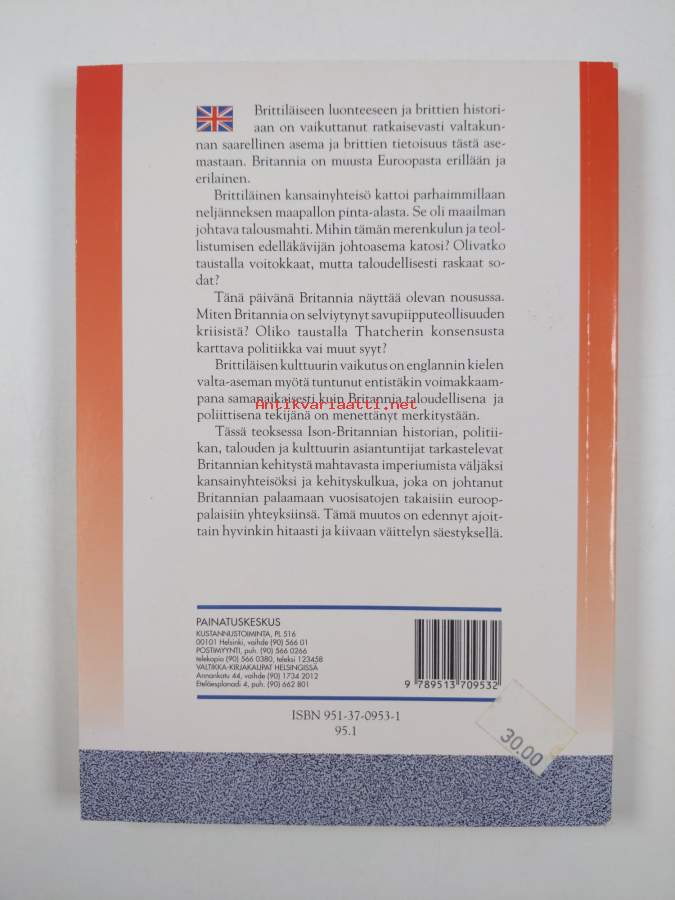 Brittiläiseen luonteeseen ja brittien histori-
aan on vaikuttanut ratkaisevasti valtakun-
nan saarellinen asema ja brittien tietoisuus tästä ase-
mastaan. Britannia on muusta Euroopasta erillään ja
erilainen.
Brittiläinen kansainyhteisö kattoi parhaimmillaan
neljänneksen maapallon pinta-alasta. Se oli maailman
johtava talousmahti. Mihin tämän merenkulun ja teol-
listumisen edelläkävijän johtoasema katosi? Olivatko
taustalla voitokkaat, mutta taloudellisesti raskaat so-
dat?
Tänä päivänä Britannia näyttää olevan nousussa.
Miten Britannia on selviytynyt savupiipputeollisuuden
kriisistä? Oliko taustalla Thatcherin konsensusta
karttava politiikka vai muut syyt?
Brittiläisen kulttuurin vaikutus on englannin kielen
valta-aseman myötä tuntunut entistäkin voimakkaam-
pana samanaikaisesti kuin Britannia taloudellisena ja
poliittisena tekijänä on menettänyt merkitystään.
Antikvariaatti.net
Tässä teoksessa Ison-Britannian historian, politii-
kan, talouden ja kulttuurin asiantuntijat tarkastelevat
Britannian kehitystä mahtavasta imperiumista väljäksi
kansainyhteisöksi ja kehityskulkua, joka on johtanut
Britannian palaamaan vuosisatojen takaisiin euroop-
palaisiin yhteyksiinsä. Tämä muutos on edennyt ajoit-
tain hyvinkin hitaasti ja kiivaan väittelyn säestyksellä.
PAINATUSKESKUS
KUSTANNUSTOIMINTA, PL 516
00101 Helsinki, vaihde (90) 566 01
POSTIMYYNTI, puh. (90) 566 0266
telekopio (90) 566 0380, teleksi 123458
VALTIKKA-KIRJAKAUPAT HELSINGISSÄ
Annankatu 44, vaihde (90) 1734 2012
Eteläesplanadi 4, puh. (90) 662 801
9 789513 709532
ISBN 951-37-0953-1
95.1
30.00